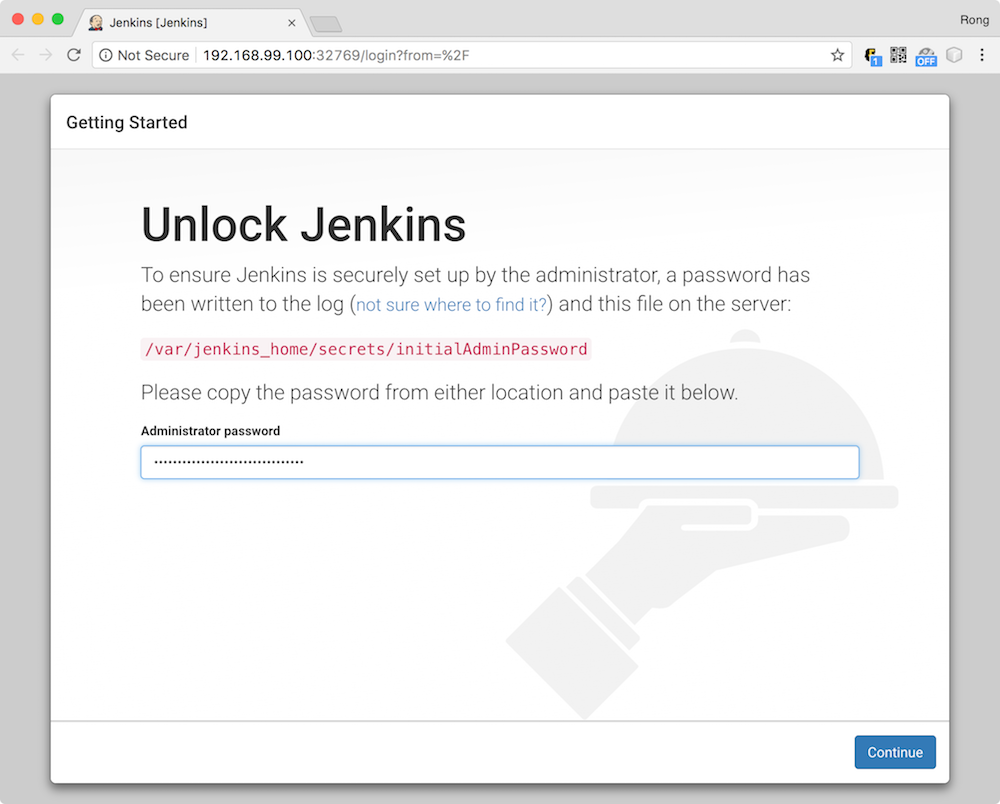 Jenkins [Jenkins]
Rong
Not Secure
192.168.99.100:32769/login?from=%2F
1
OFF
Getting Started
Unlock Jenkins
To ensure Jenkins is securely set up by the administrator, a password has
been written to the log (not sure where to find it?) and this file on the server:
/var/jenkins_home/secrets/initialAdminPassword
Please copy the password from either location and paste it below.
Administrator password
Continue